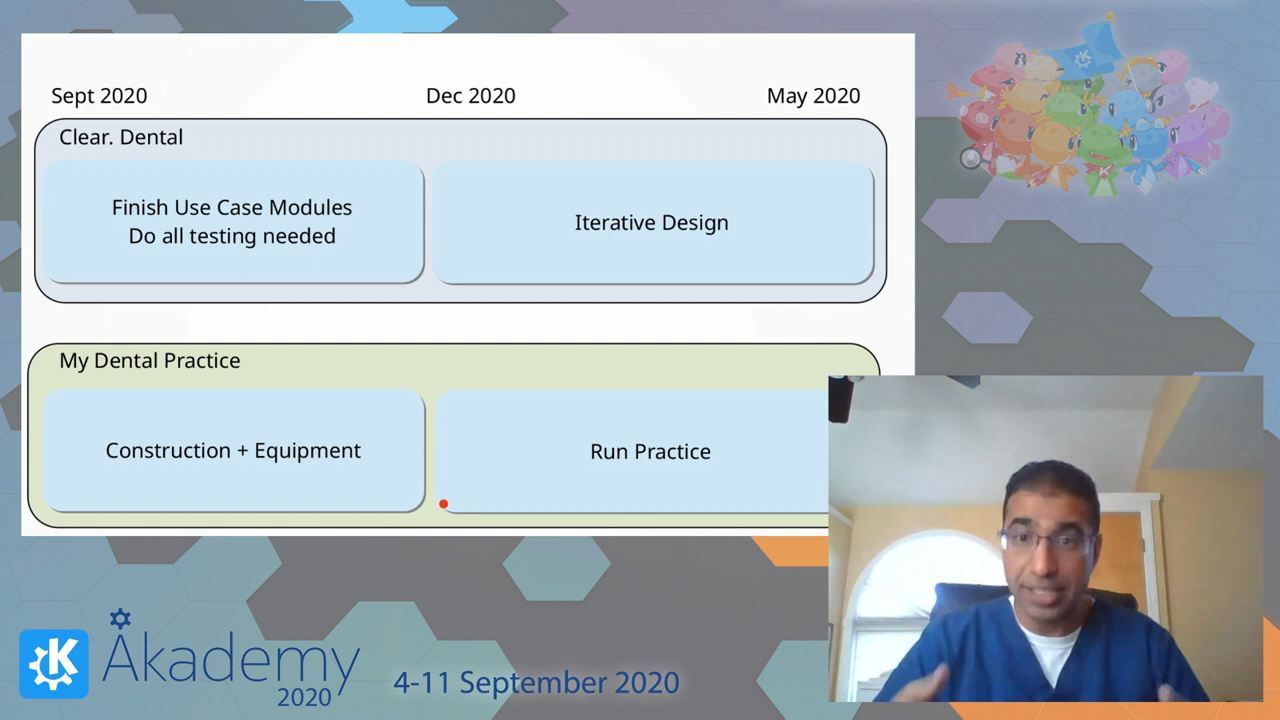 Sept 2020
Dec 2020
May 2020
Clear. Dental
Finish Use Case Modules
Do all testing needed
Iterative Design
My Dental Practice
Construction + Equipment
Run Practice
Akademy
2020
4-11 September 2020